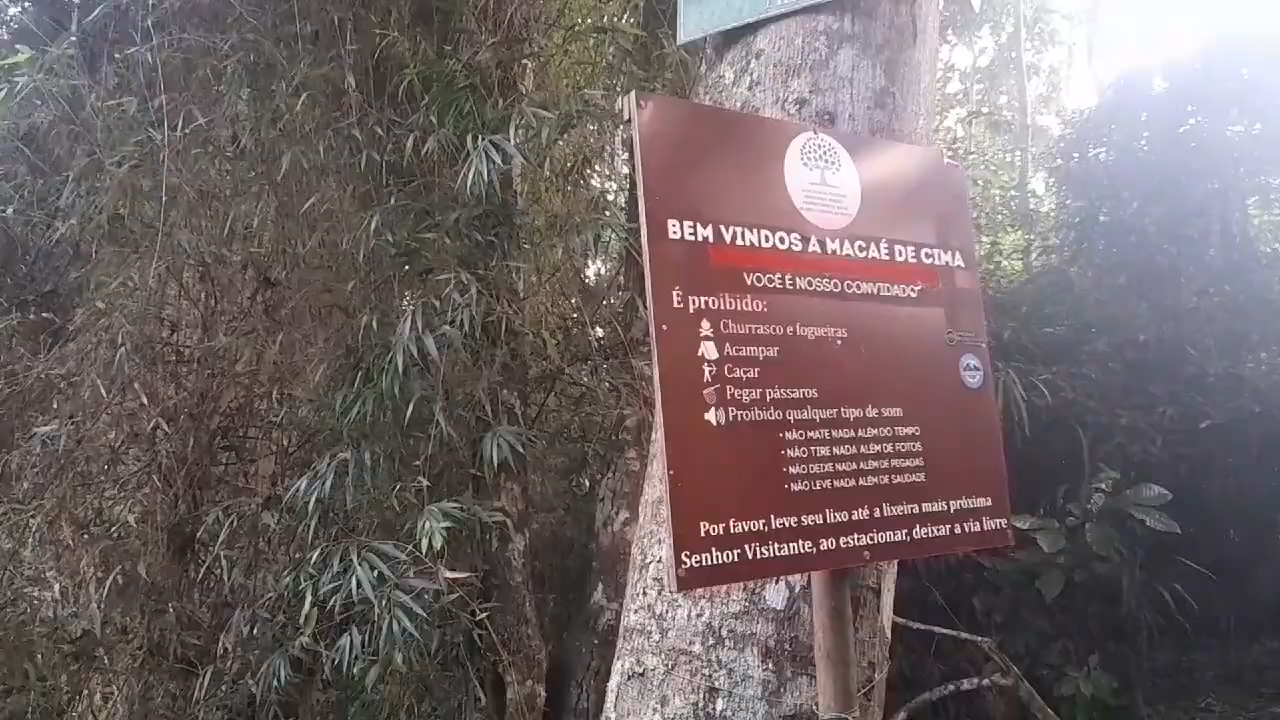 BEM VINDOS A MACAÉ DE CIMA
VOCÊ É NOSSO CONVIDADO
É proibido:
Churrasco e fogueiras
Acampar
Caçar
Pegar pássaros
Proibido qualquer tipo de som
• NÃO MATE NADA ALÉM DO TEMPO
• NÃO TIRE NADA ALÉM DE FOTOS
• NÃO DEIXE NADA ALÉM DE PEGADAS
• NÃO LEVE NADA ALÉM DE SAUDADE
Por favor, leve seu lixo até a lixeira mais próxima
Senhor Visitante, ao estacionar, deixar a via livre